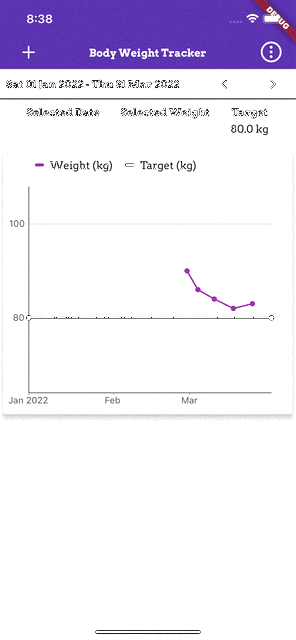 8:38
DEBUG
Body Weight Tracker
Sat 01 Jan 2022 - Thu 31 Mar 2022
Selected Date Selected Weight Target
80.0 kg
Weight (kg) Target (kg)
100
80
Jan 2022 Feb Mar